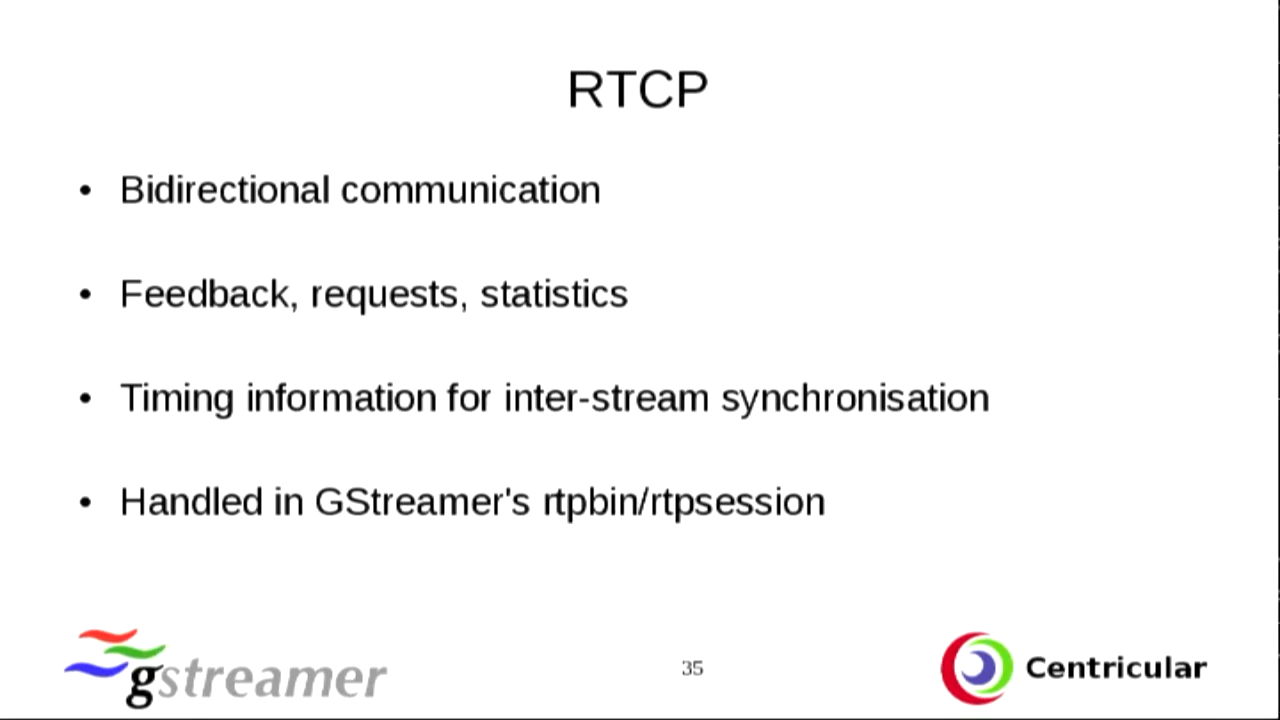 RTCP
• Bidirectional communication
• Feedback, requests, statistics
• Timing information for inter-stream synchronisation
• Handled in GStreamer's rtpbin/rtpsession
gstreamer
35
Centricular